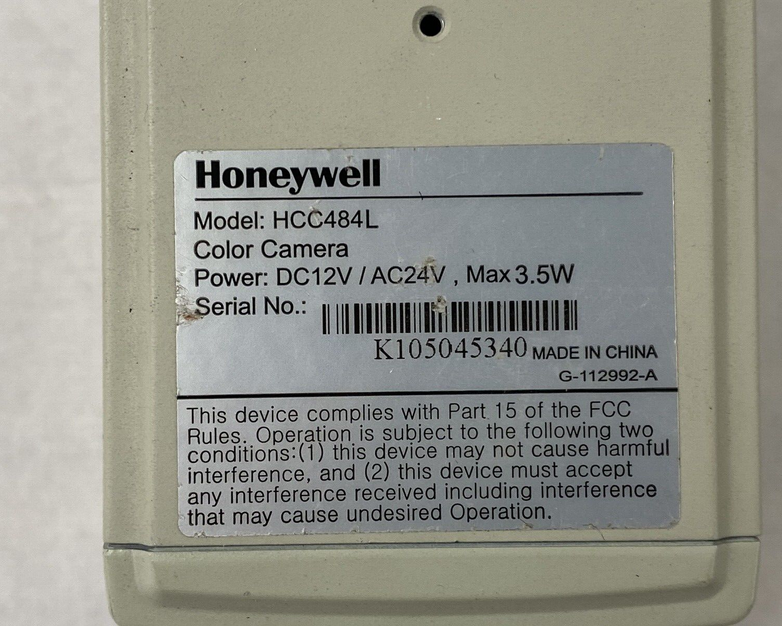 Honeywell
Model: HCC484L
Color Camera
Power: DC12V / AC24V , Max 3.5W
Serial No.:
K105045340 MADE IN CHINA
G-112992-A
This device complies with Part 15 of the FCC
Rules. Operation is subject to the following two
conditions:(1) this device may not cause harmful
interference, and (2) this device must accept
any interference received including interference
that may cause undesired Operation.